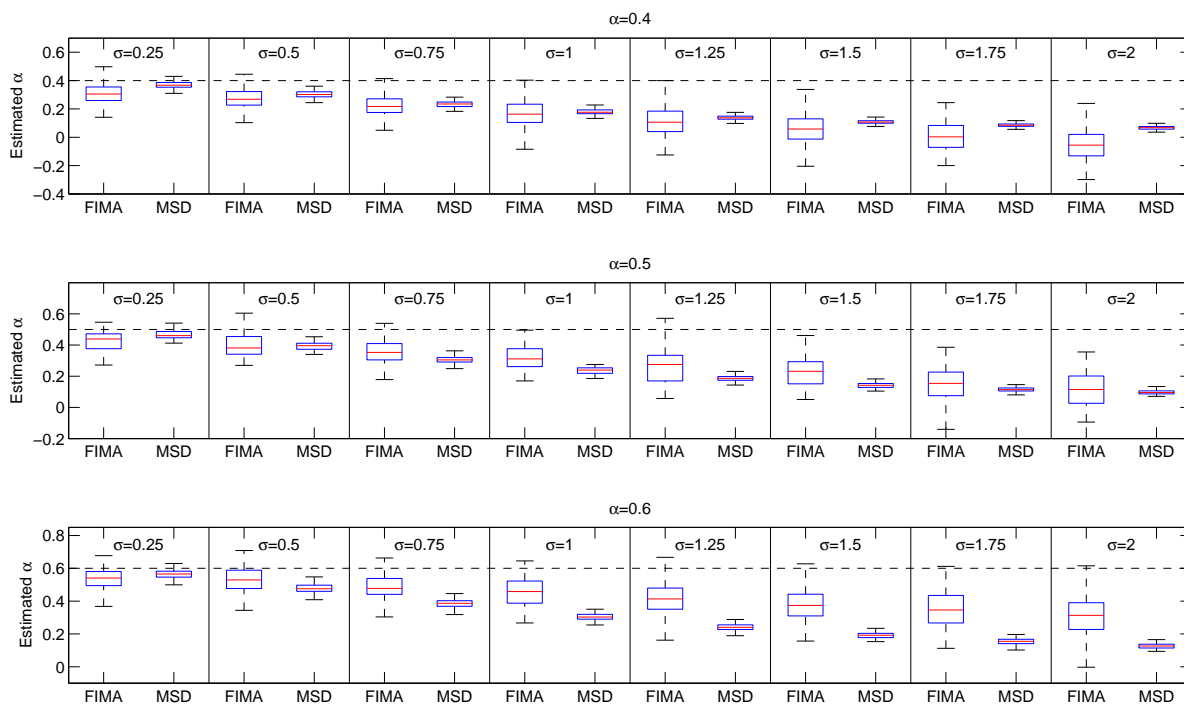 α=0.4
σ=0.25 σ=0.5 σ=0.75 σ=1 σ=1.25 σ=1.5 σ=1.75 σ=2
Estimated α
0.6
0.4
0.2
0
−0.2
−0.4
FIMA MSD FIMA MSD FIMA MSD FIMA MSD FIMA MSD FIMA MSD FIMA MSD FIMA MSD
α=0.5
σ=0.25 σ=0.5 σ=0.75 σ=1 σ=1.25 σ=1.5 σ=1.75 σ=2
Estimated α
0.6
0.4
0.2
0
−0.2
FIMA MSD FIMA MSD FIMA MSD FIMA MSD FIMA MSD FIMA MSD FIMA MSD FIMA MSD
α=0.6
0.8
σ=0.25 σ=0.5 σ=0.75 σ=1 σ=1.25 σ=1.5 σ=1.75 σ=2
Estimated α
0.6
0.4
0.2
0
FIMA MSD FIMA MSD FIMA MSD FIMA MSD FIMA MSD FIMA MSD FIMA MSD FIMA MSD